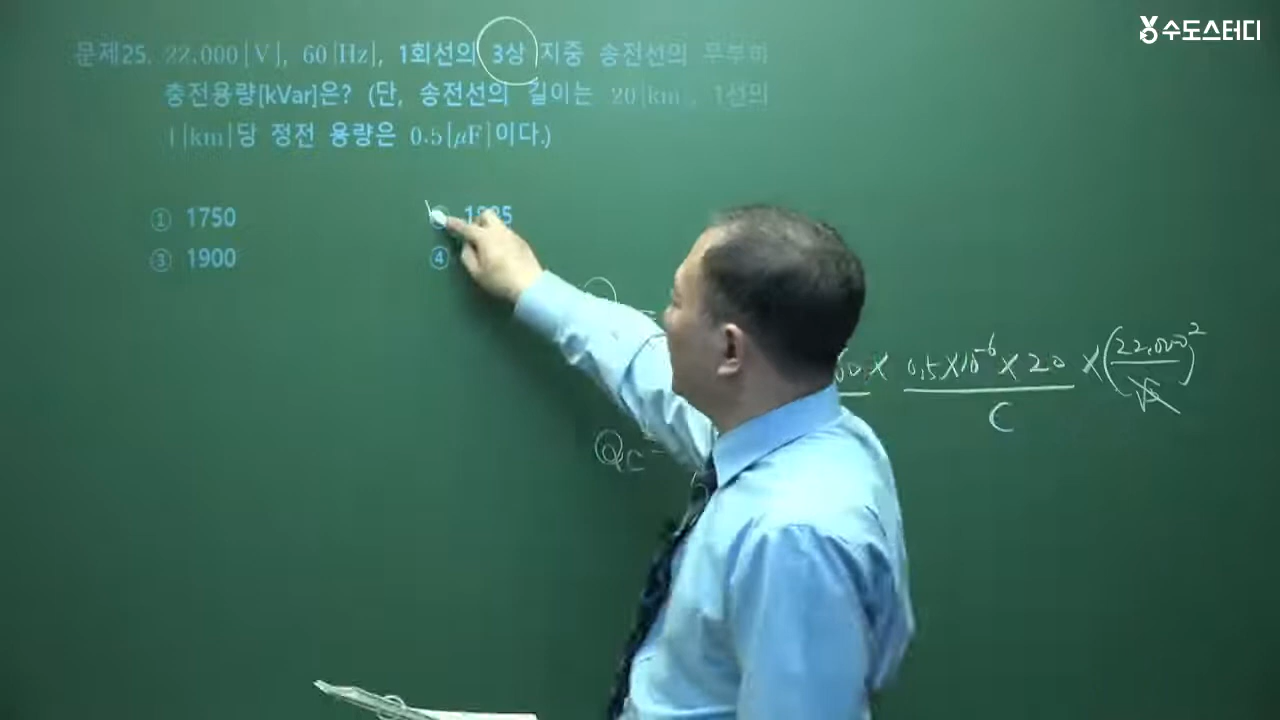 수도스터디
문제25. 22.000[V], 60[Hz], 1회선의 3상 지중 송전선의 무부하
충전용량[kVar]은? (단, 송전선의 길이는 20[km], 1선의
1[km]당 정전 용량은 0.5[μF]이다.)
① 1750
③ 1900
④
60 × 0.5×10⁻⁶ × 20 × (22.000/√3)²
C
Qc =